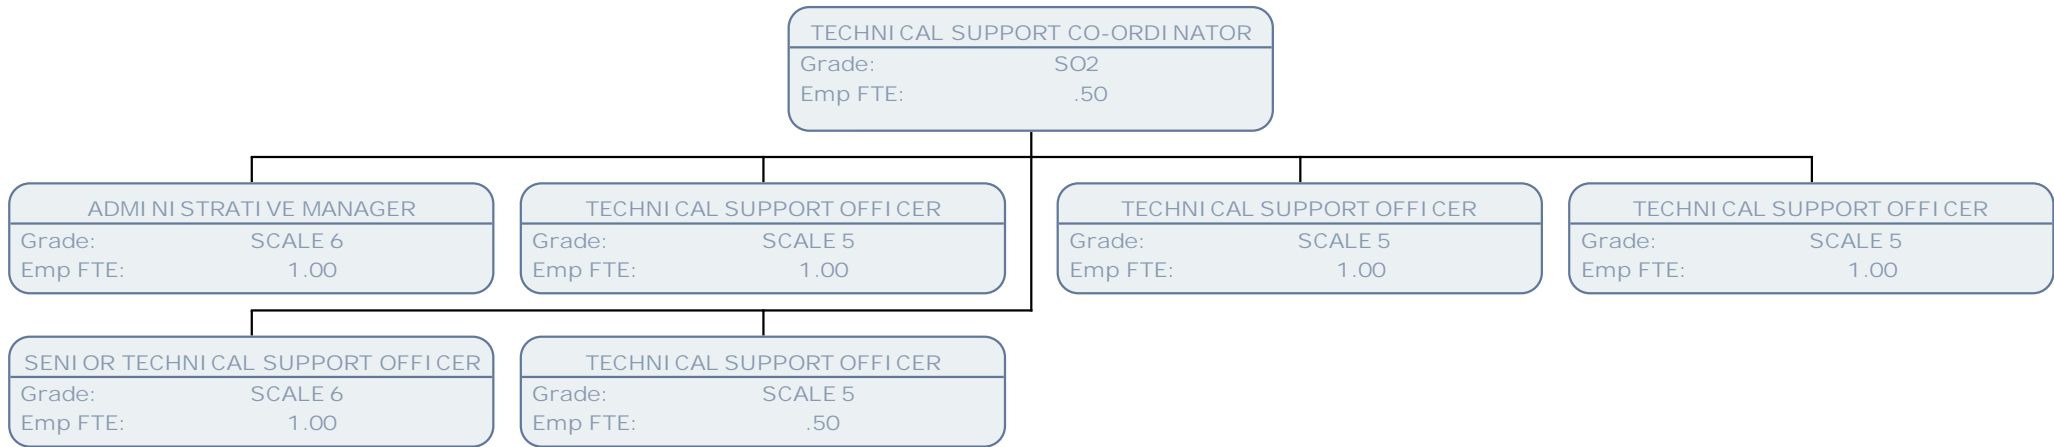 TECHNICAL SUPPORT CO-ORDINATOR
Grade: SO2
Emp FTE: .50
ADMINISTRATIVE MANAGER
Grade: SCALE 6
Emp FTE: 1.00
TECHNICAL SUPPORT OFFICER
Grade: SCALE 5
Emp FTE: 1.00
TECHNICAL SUPPORT OFFICER
Grade: SCALE 5
Emp FTE: 1.00
TECHNICAL SUPPORT OFFICER
Grade: SCALE 5
Emp FTE: 1.00
SENIOR TECHNICAL SUPPORT OFFICER
Grade: SCALE 6
Emp FTE: 1.00
TECHNICAL SUPPORT OFFICER
Grade: SCALE 5
Emp FTE: .50